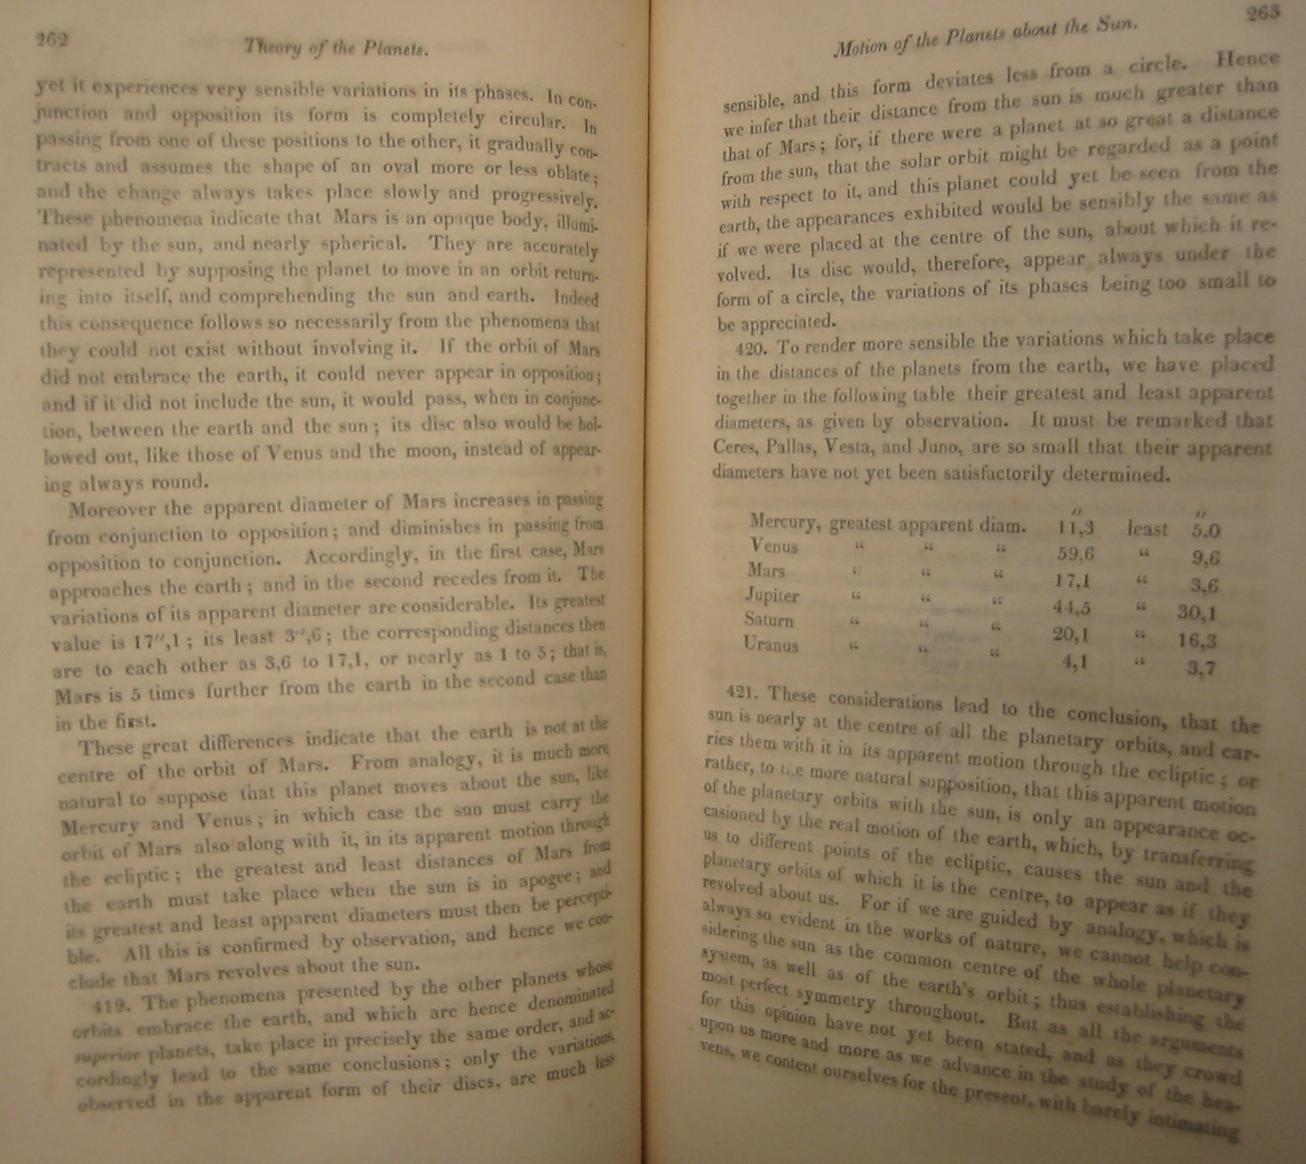 262
Theory of the Planets.
yet it experiences very sensible variations in its phases. In con-
junction and opposition its form is completely circular. In
passing from one of these positions to the other, it gradually con-
tracts and assumes the shape of an oval more or less oblate;
and the change always takes place slowly and progressively.
These phenomena indicate that Mars is an opaque body, illumi-
nated by the sun, and nearly spherical. They are accurately
represented by supposing the planet to move in an orbit return-
ing into itself, and comprehending the sun and earth. Indeed
this consequence follows so necessarily from the phenomena that
they could not exist without involving it. If the orbit of Mars
did not embrace the earth, it could never appear in opposition;
and if it did not include the sun, it would pass, when in conjunc-
tion, between the earth and the sun; its disc also would be hol-
lowed out, like those of Venus and the moon, instead of appear-
ing always round.
Moreover the apparent diameter of Mars increases in passing
from conjunction to opposition; and diminishes in passing from
opposition to conjunction. Accordingly, in the first case, Mars
approaches the earth; and in the second recedes from it. The
variations of its apparent diameter are considerable. Its greatest
value is 17″,1; its least 3″,6; the corresponding distances then
are to each other as 3,6 to 17,1, or nearly as 1 to 5; that is,
Mars is 5 times further from the earth in the second case than
in the first.
These great differences indicate that the earth is not at the
centre of the orbit of Mars. From analogy, it is much more
natural to suppose that this planet moves about the sun, like
Mercury and Venus; in which case the sun must carry the
orbit of Mars also along with it, in its apparent motion through
the ecliptic; the greatest and least distances of Mars from
the earth must take place when the sun is in apogee; and
its greatest and least apparent diameters must then be percepti-
ble. All this is confirmed by observation, and hence we con-
clude that Mars revolves about the sun.
419. The phenomena presented by the other planets whose
orbits embrace the earth, and which are hence denominated
superior planets, take place in precisely the same order, and ac-
cordingly lead to the same conclusions; only the variations,
observed in the apparent form of their discs, are much less
Motion of the Planets about the Sun.
263
sensible, and this form deviates less from a circle. Hence
we infer that their distance from the sun is much greater than
that of Mars; for, if there were a planet at so great a distance
from the sun, that the solar orbit might be regarded as a point
with respect to it, and this planet could yet be seen from the
earth, the appearances exhibited would be sensibly the same as
if we were placed at the centre of the sun, about which it re-
volved. Its disc would, therefore, appear always under the
form of a circle, the variations of its phases being too small to
be appreciated.
420. To render more sensible the variations which take place
in the distances of the planets from the earth, we have placed
together in the following table their greatest and least apparent
diameters, as given by observation. It must be remarked that
Ceres, Pallas, Vesta, and Juno, are so small that their apparent
diameters have not yet been satisfactorily determined.
″ ″
Mercury, greatest apparent diam. 11,3 least 5,0
Venus “ “ “ 59,6 “ 9,6
Mars “ “ “ 17,1 “ 3,6
Jupiter “ “ “ 44,5 “ 30,1
Saturn “ “ “ 20,1 “ 16,3
Uranus “ “ “ 4,1 “ 3,7
421. These considerations lead to the conclusion, that the
sun is nearly at the centre of all the planetary orbits, and car-
ries them with it in its apparent motion through the ecliptic; or
rather, to the more natural supposition, that this apparent motion
of the planetary orbits with the sun, is only an appearance oc-
casioned by the real motion of the earth, which, by transferring
us to different points of the ecliptic, causes the sun and the
planetary orbits of which it is the centre, to appear as if they
revolved about us. For if we are guided by analogy, which is
always so evident in the works of nature, we cannot help con-
sidering the sun as the common centre of the whole planetary
system, as well as of the earth's orbit; thus establishing the
most perfect symmetry throughout. But as all the arguments
for this opinion have not yet been stated, and as they crowd
upon us more and more as we advance in the study of the hea-
vens, we content ourselves for the present, with barely intimating